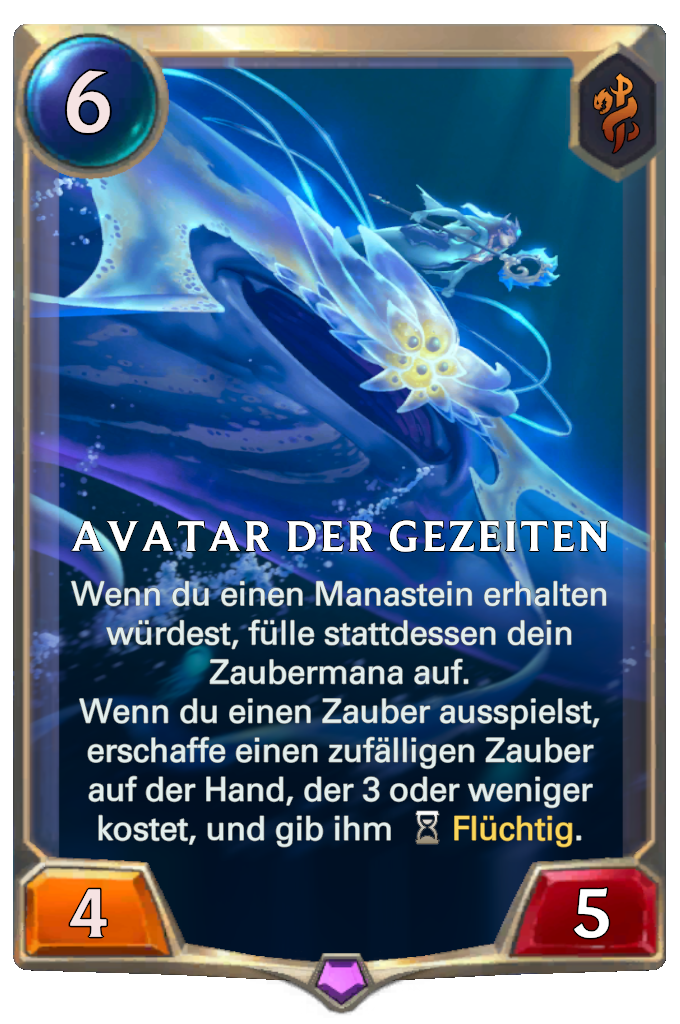 6
AVATAR DER GEZEITEN
Wenn du einen Manastein erhalten
würdest, fülle stattdessen dein
Zaubermana auf.
Wenn du einen Zauber ausspielst,
erschaffe einen zufälligen Zauber
auf der Hand, der 3 oder weniger
kostet, und gib ihm Flüchtig.
4
5